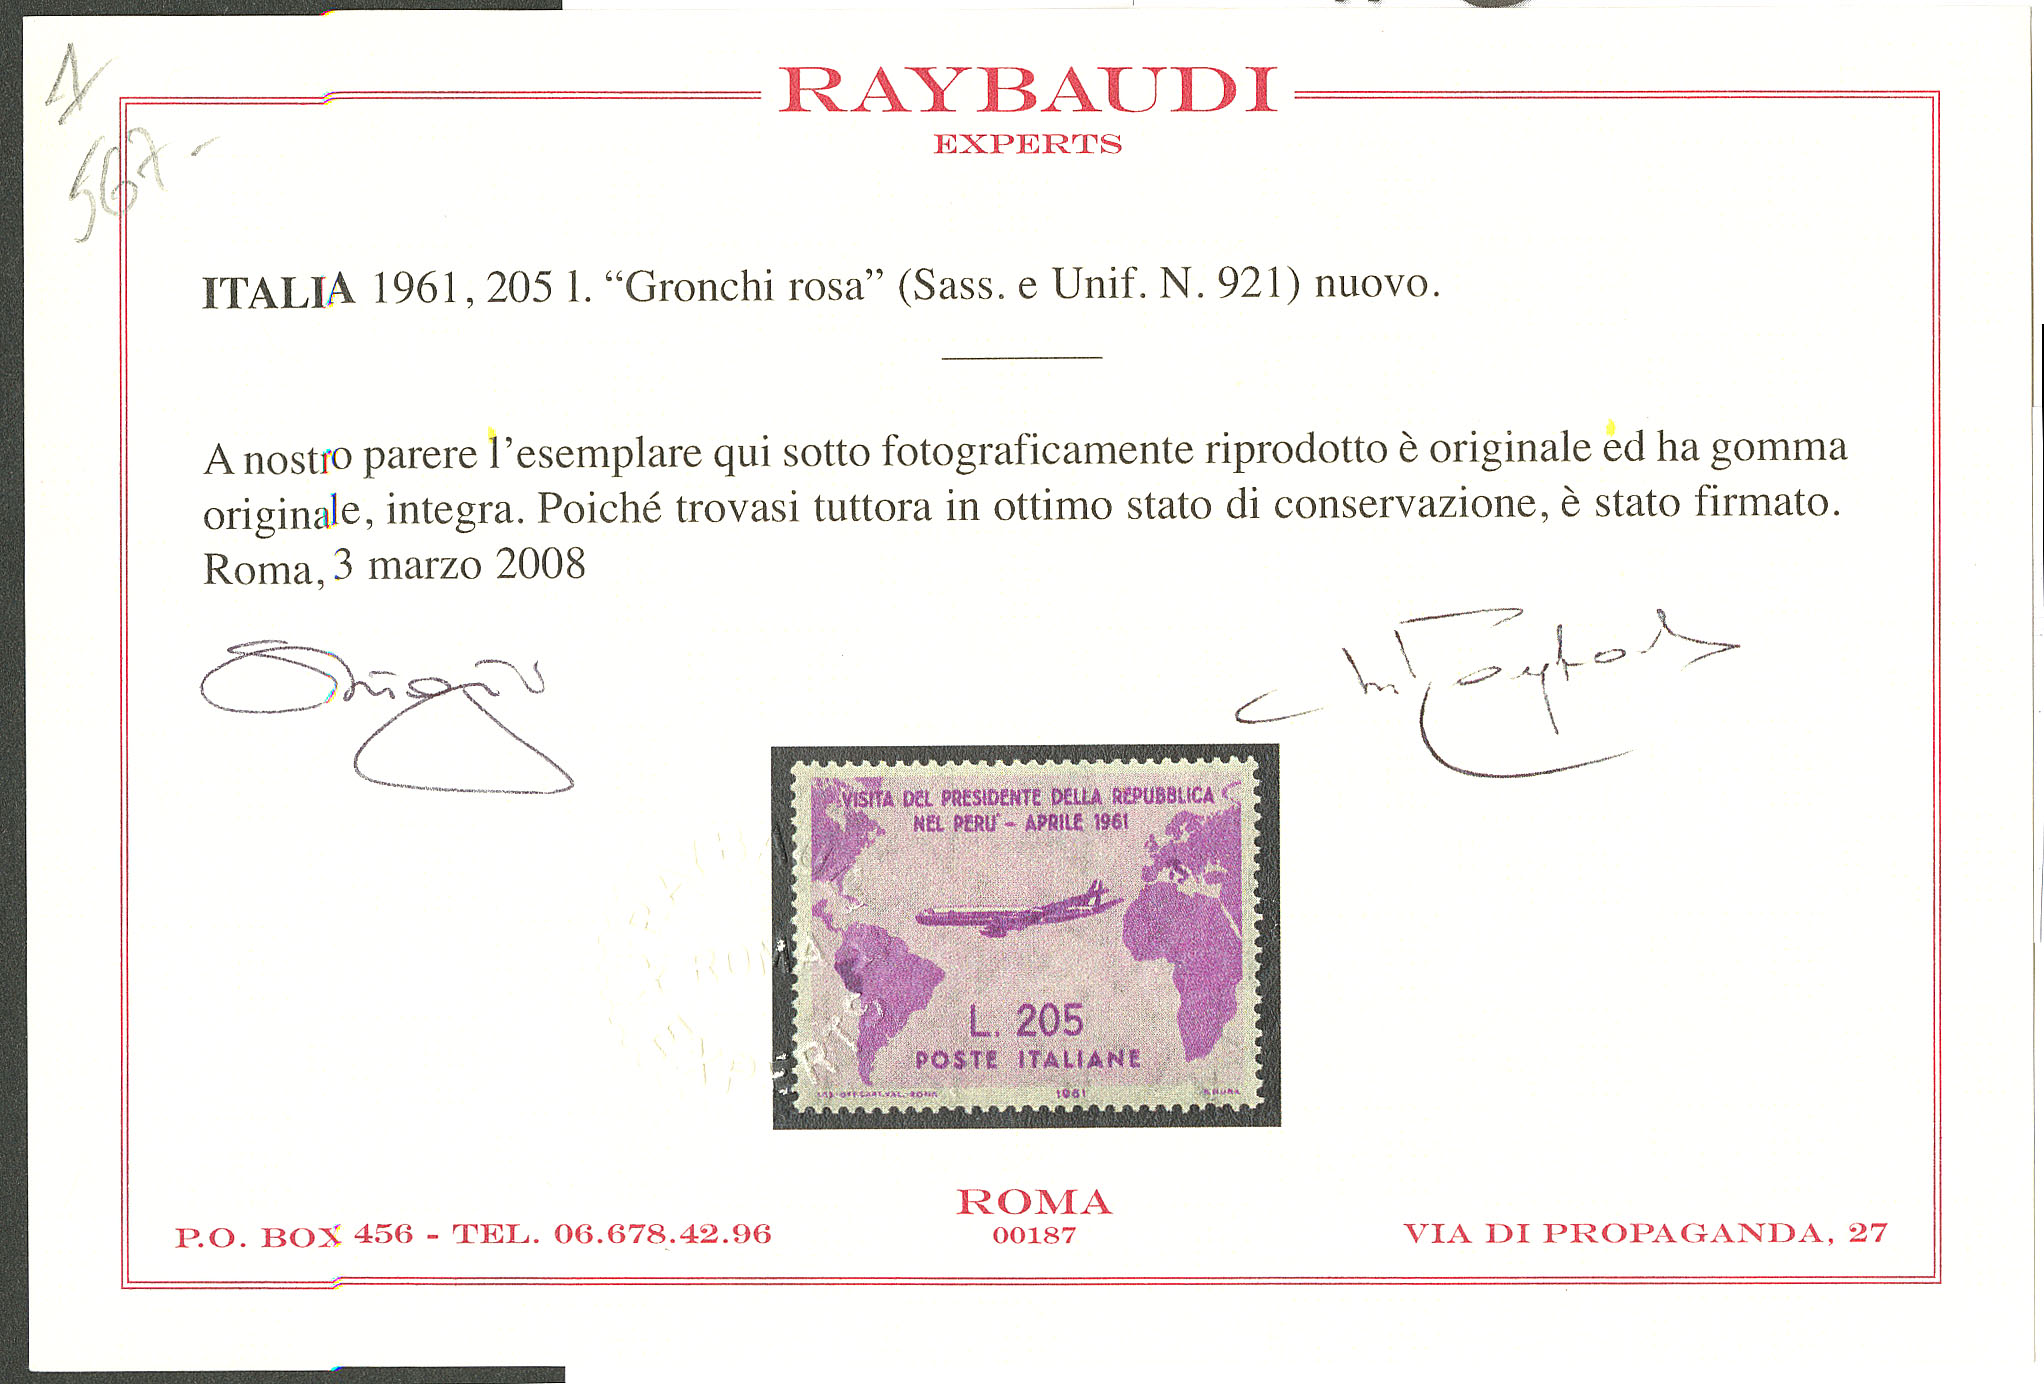 567-
RAYBAUDI
EXPERTS
ITALIA 1961, 205 l. “Gronchi rosa” (Sass. e Unif. N. 921) nuovo.
A nostro parere l’esemplare qui sotto fotograficamente riprodotto è originale ed ha gomma
originale, integra. Poiché trovasi tuttora in ottimo stato di conservazione, è stato firmato.
Roma, 3 marzo 2008
VISITA DEL PRESIDENTE DELLA REPUBBLICA
NEL PERU' - APRILE 1961
L. 205
POSTE ITALIANE
1961
ROMA
00187
P.O. BOX 456 - TEL. 06.678.42.96
VIA DI PROPAGANDA, 27